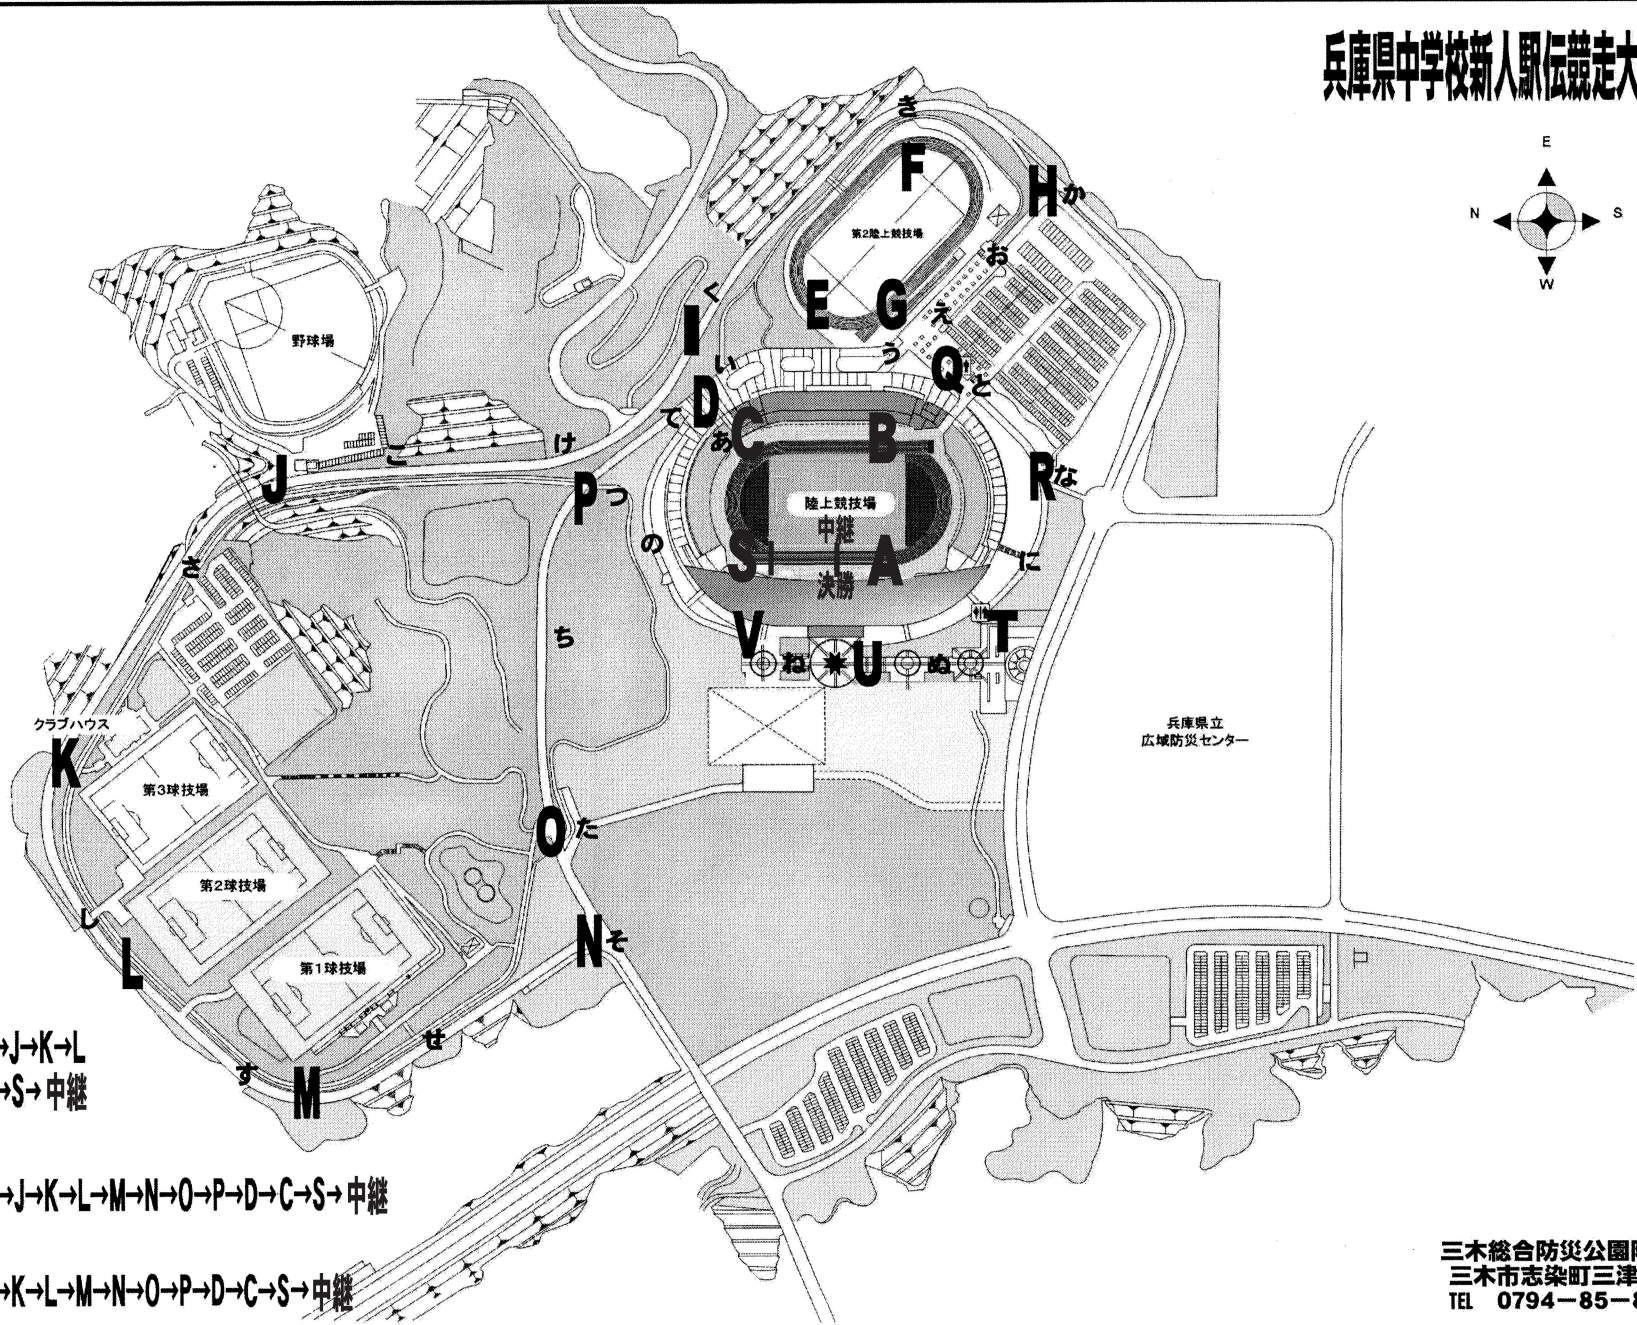 兵庫県中学校新人駅伝競走大
E
N
S
W
き
F
H
か
第2陸上競技場
お
く
E
G
え
I
野球場
い
う
Q
と
D
て
あ
C
B
け
こ
J
P
つ
R
な
陸上競技場
中継
決勝
の
S
A
に
さ
ち
V
T
ね
U
ぬ
クラブハウス
K
兵庫県立
広域防災センター
第3球技場
O
た
第2球技場
し
L
N
そ
第1球技場
せ
す
M
→J→K→L
→S→中継
→J→K→L→M→N→O→P→D→C→S→中継
→K→L→M→N→O→P→D→C→S→中継
三木総合防災公園
三木市志染町三津
TEL 0794-85-8